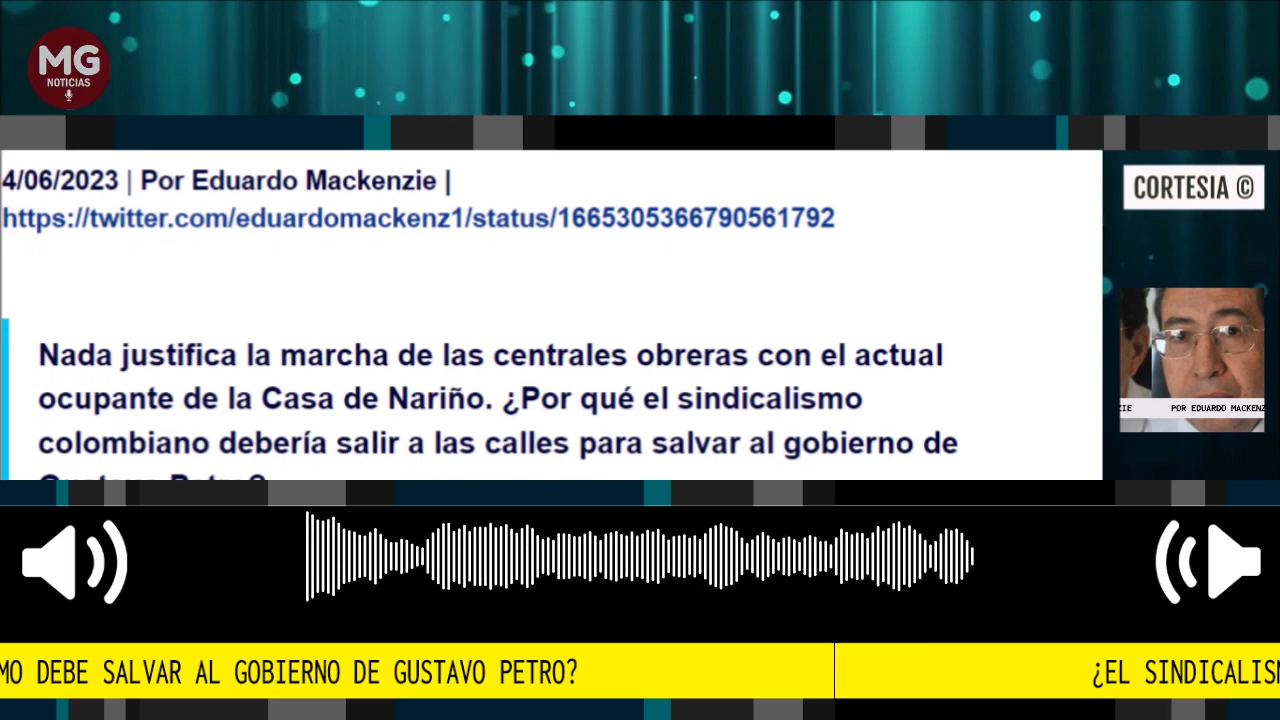 MG
NOTICIAS
4/06/2023 | Por Eduardo Mackenzie |
https://twitter.com/eduardomackenz1/status/1665305366790561792
CORTESIA ©
Nada justifica la marcha de las centrales obreras con el actual
ocupante de la Casa de Nariño. ¿Por qué el sindicalismo
colombiano debería salir a las calles para salvar al gobierno de
ZIE POR EDUARDO MACKENZ
MO DEBE SALVAR AL GOBIERNO DE GUSTAVO PETRO? ¿EL SINDICALISM